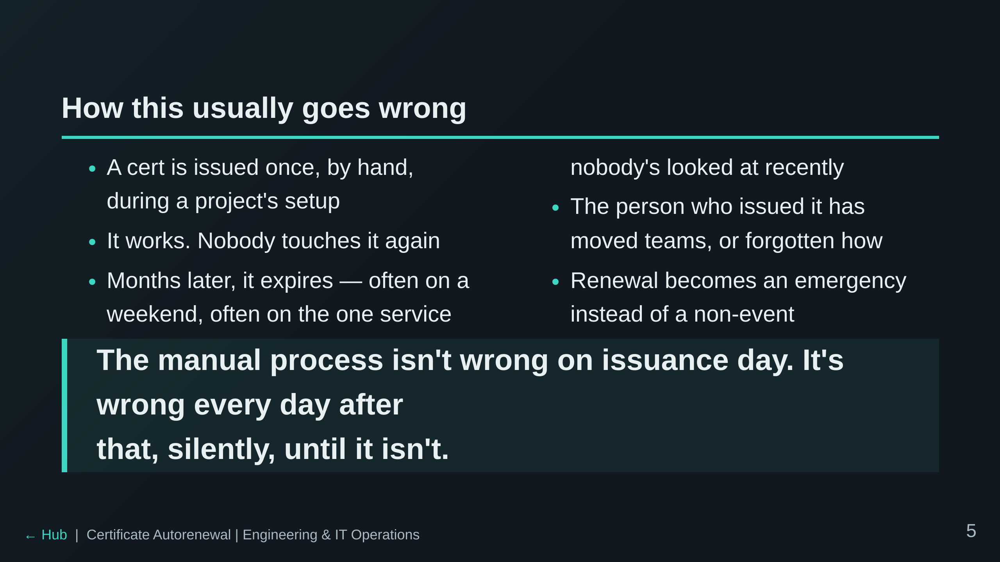 How this usually goes wrong
• A cert is issued once, by hand,
during a project's setup
• It works. Nobody touches it again
• Months later, it expires — often on a
weekend, often on the one service
nobody's looked at recently
• The person who issued it has
moved teams, or forgotten how
• Renewal becomes an emergency
instead of a non-event
The manual process isn't wrong on issuance day. It's
wrong every day after
that, silently, until it isn't.
← Hub | Certificate Autorenewal | Engineering & IT Operations
5